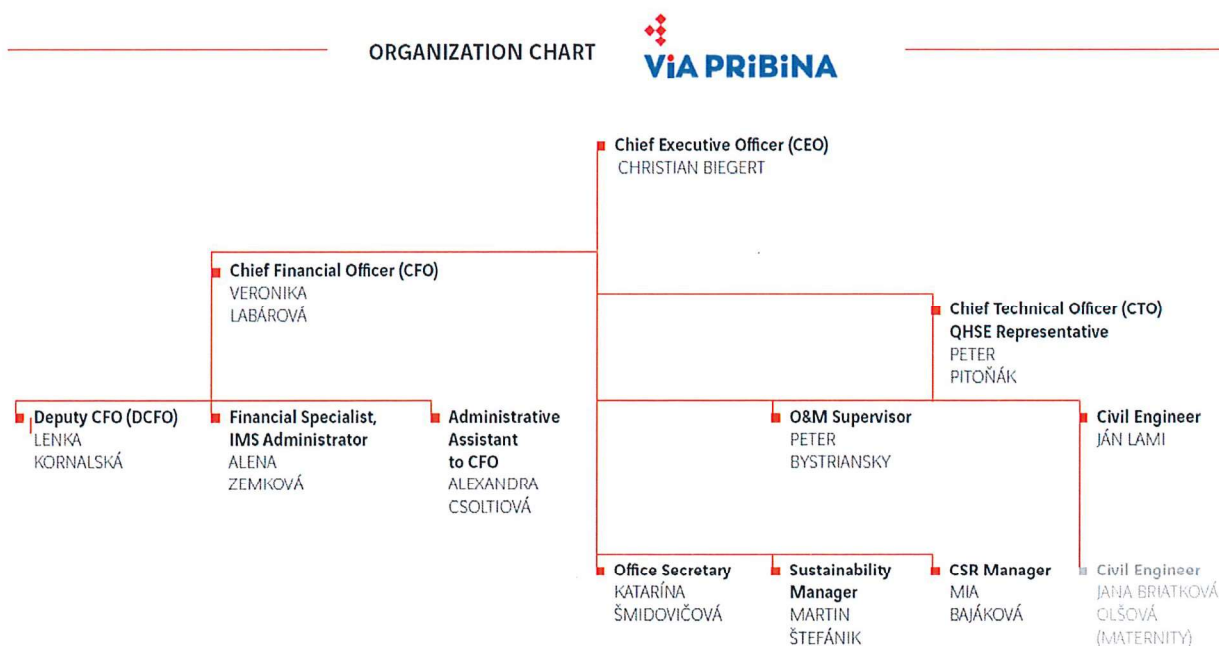 ORGANIZATION CHART
ViA PRiBiNA
Chief Executive Officer (CEO)
CHRISTIAN BIEGERT
Chief Financial Officer (CFO)
VERONIKA
LABÁROVÁ
Chief Technical Officer (CTO)
QHSE Representative
PETER
PITOŇÁK
Deputy CFO (DCFO)
LENKA
KORNALSKÁ
Financial Specialist,
IMS Administrator
ALENA
ZEMKOVÁ
Administrative
Assistant
to CFO
ALEXANDRA
CSOLTIOVÁ
O&M Supervisor
PETER
BYSTRIANSKY
Civil Engineer
JÁN LAMI
Office Secretary
KATARÍNA
ŠMIDOVIČOVÁ
Sustainability
Manager
MARTIN
ŠTEFÁNIK
CSR Manager
MIA
BAJÁKOVÁ
Civil Engineer
JANA BRIATKOVÁ
OLŠOVÁ
(MATERNITY)